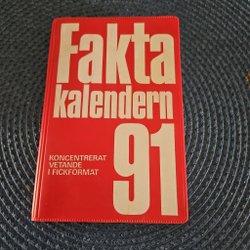 Fakta
kalendern
91
KONCENTRERAT
VETANDE
I FICKFORMAT